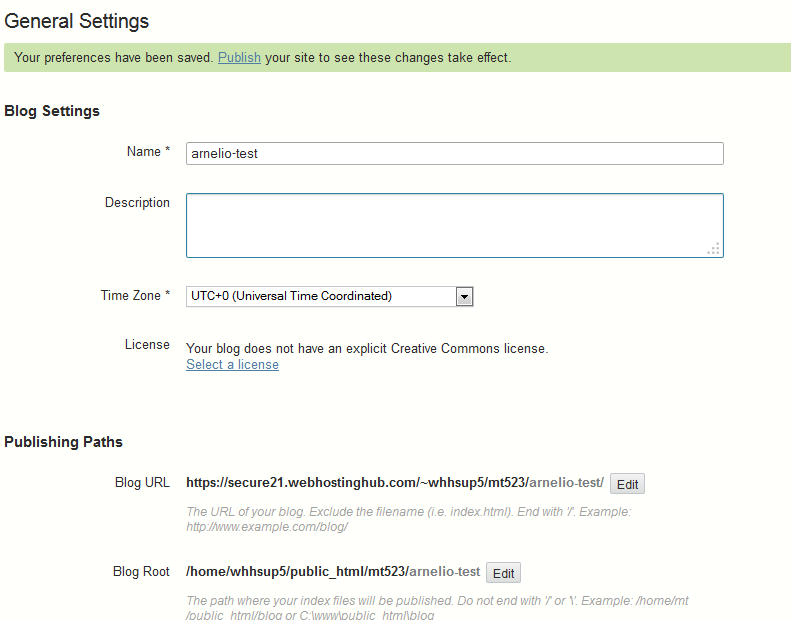 General Settings
Your preferences have been saved. Publish your site to see these changes take effect.
Blog Settings
Name *
arnelio-test
Description
Time Zone *
UTC+0 (Universal Time Coordinated)
License
Your blog does not have an explicit Creative Commons license.
Select a license
Publishing Paths
Blog URL
https://secure21.webhostinghub.com/~whhsup5/mt523/arnelio-test/
Edit
The URL of your blog. Exclude the filename (i.e. index.html). End with '/'. Example:
http://www.example.com/blog/
Blog Root
/home/whhsup5/public_html/mt523/arnelio-test
Edit
The path where your index files will be published. Do not end with '/' or '\'. Example: /home/mt
/public_html/blog or C:\www\public_html\blog